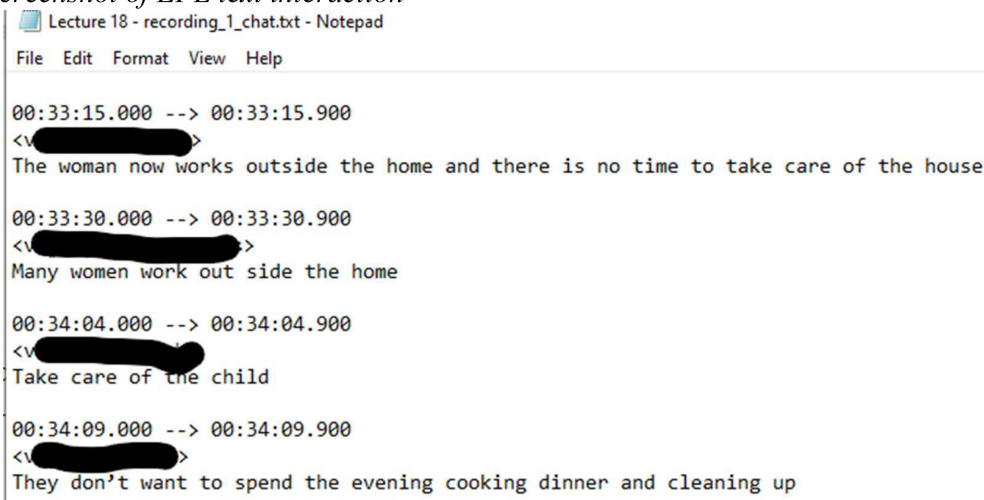 Lecture 18 - recording_1_chat.txt - Notepad
File Edit Format View Help
00:33:15.000 --> 00:33:15.900
<v >
The woman now works outside the home and there is no time to take care of the house
00:33:30.000 --> 00:33:30.900
<v >
Many women work out side the home
00:34:04.000 --> 00:34:04.900
<v
Take care of the child
00:34:09.000 --> 00:34:09.900
<v >
They don't want to spend the evening cooking dinner and cleaning up